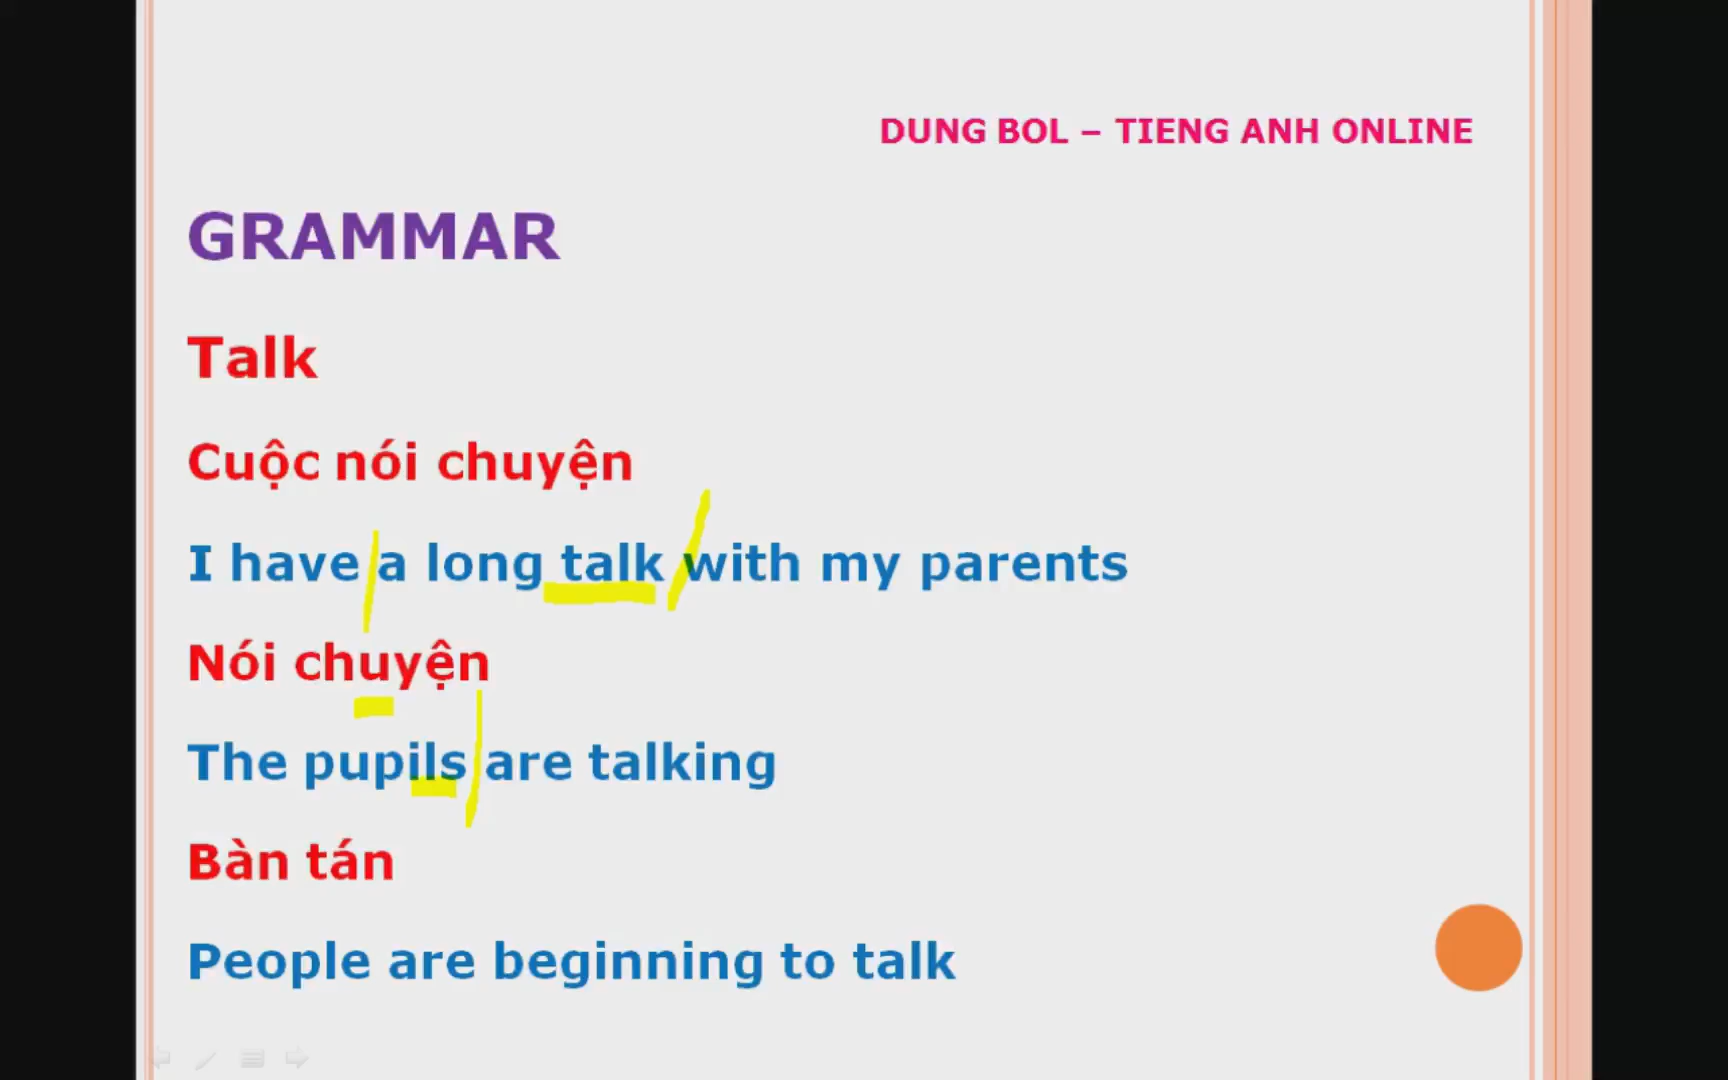 DUNG BOL – TIENG ANH ONLINE
GRAMMAR
Talk
Cuộc nói chuyện
I have a long talk with my parents
Nói chuyện
The pupils are talking
Bàn tán
People are beginning to talk